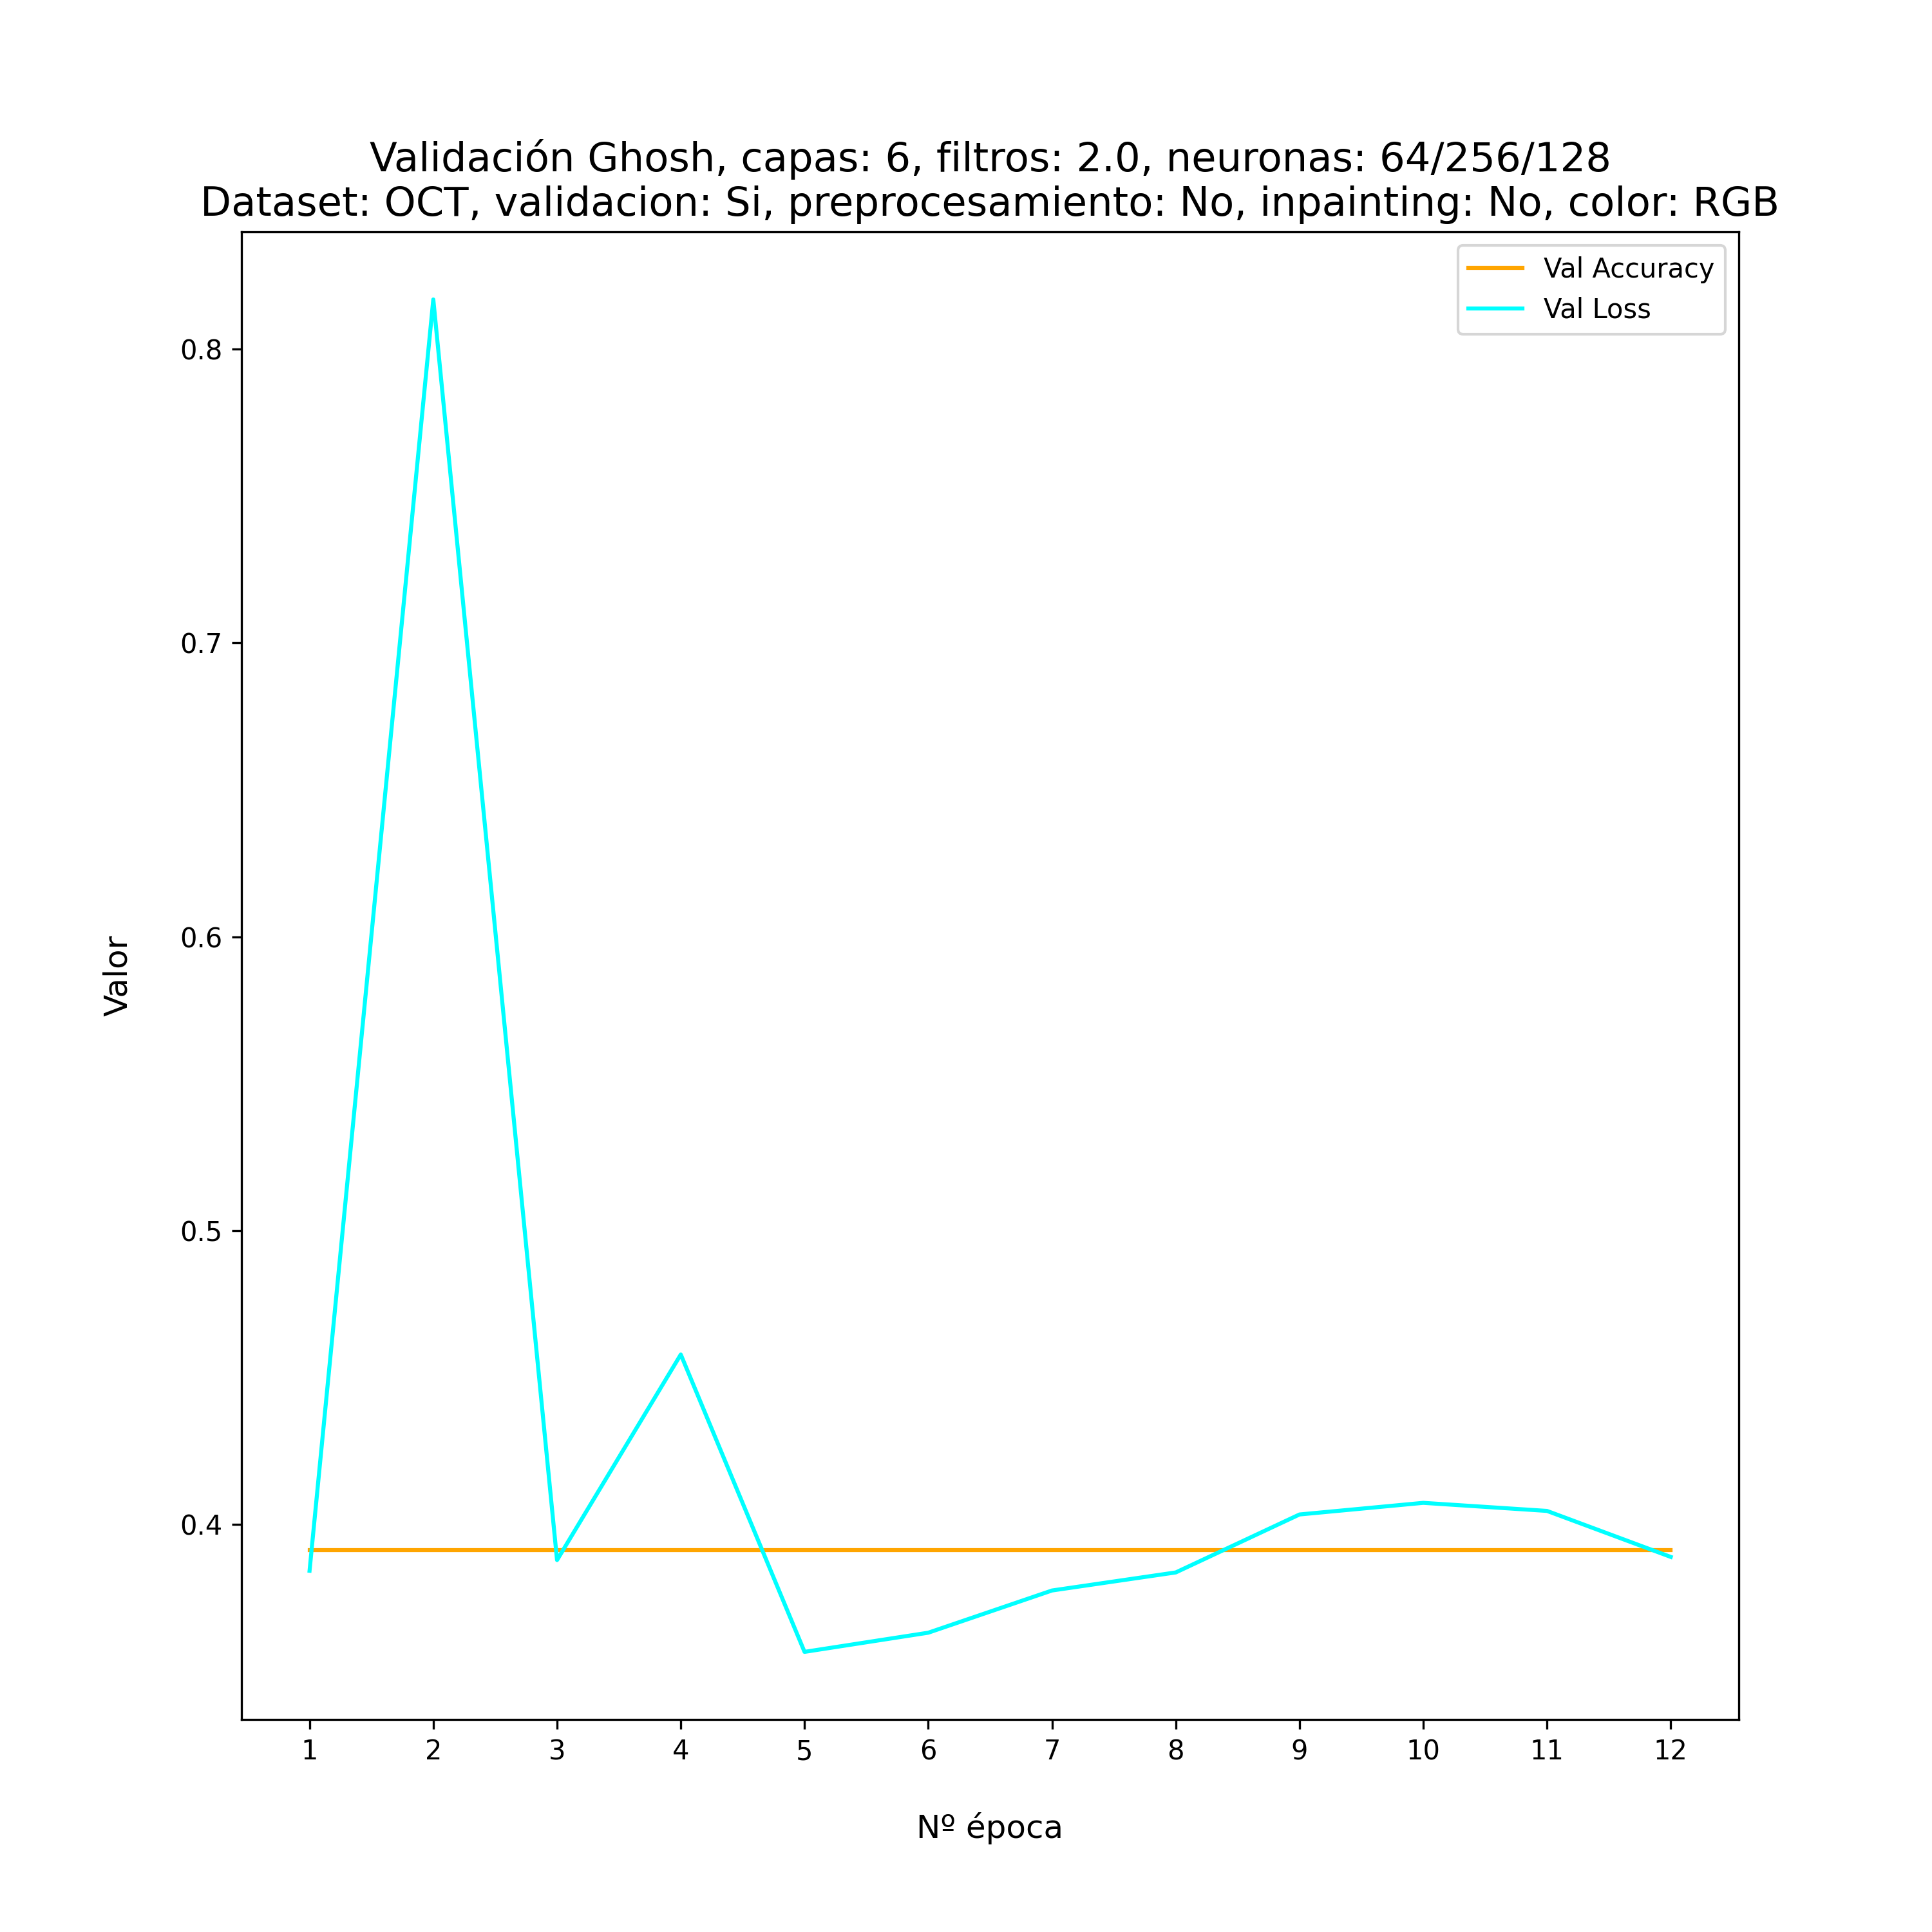 Validación Ghosh, capas: 6, filtros: 2.0, neuronas: 64/256/128
Dataset: OCT, validacion: Si, preprocesamiento: No, inpainting: No, color: RGB
Val Accuracy
Val Loss
0.8
0.7
0.6
0.5
0.4
Valor
1 2 3 4 5 6 7 8 9 10 11 12
Nº época